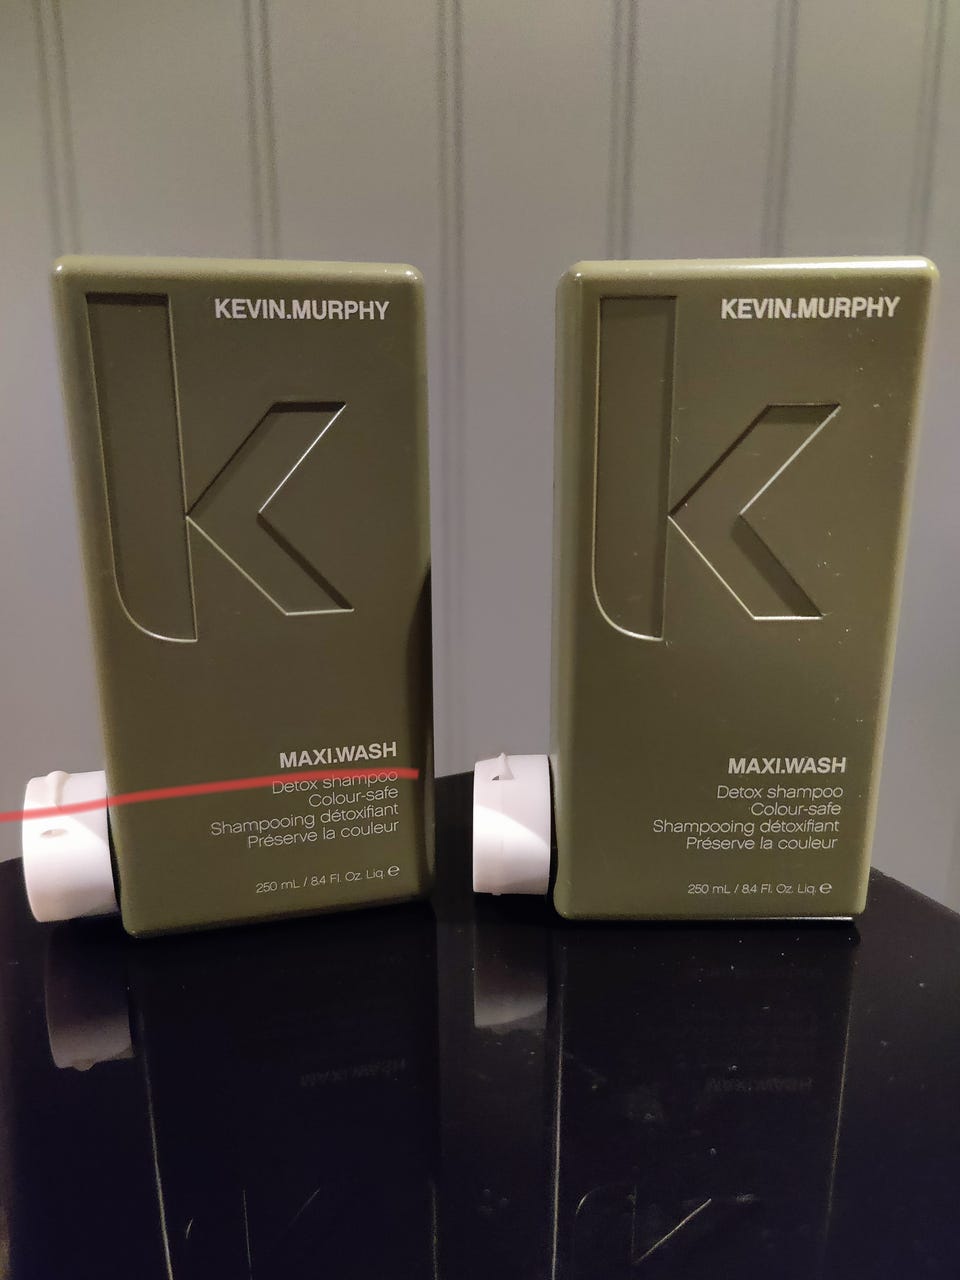 KEVIN.MURPHY
MAXI.WASH
Detox shampoo
Colour-safe
Shampooing détoxifiant
Préserve la couleur
250 mL / 8.4 Fl. Oz. Liq. ℮
KEVIN.MURPHY
MAXI.WASH
Detox shampoo
Colour-safe
Shampooing détoxifiant
Préserve la couleur
250 mL / 8.4 Fl. Oz. Liq. ℮